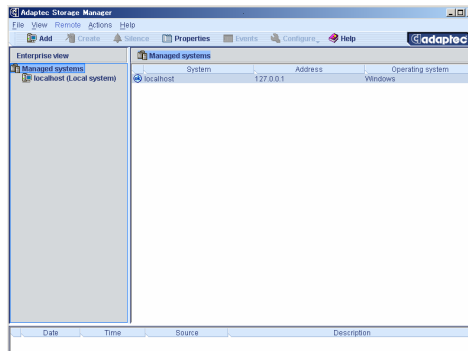 Adaptec Storage Manager
File View Remote Actions Help
Add Create Silence Properties Events Configure Help adaptec
Enterprise view
Managed systems
localhost (Local system)
Managed systems
System Address Operating system
localhost 127.0.0.1 Windows
Date Time Source Description